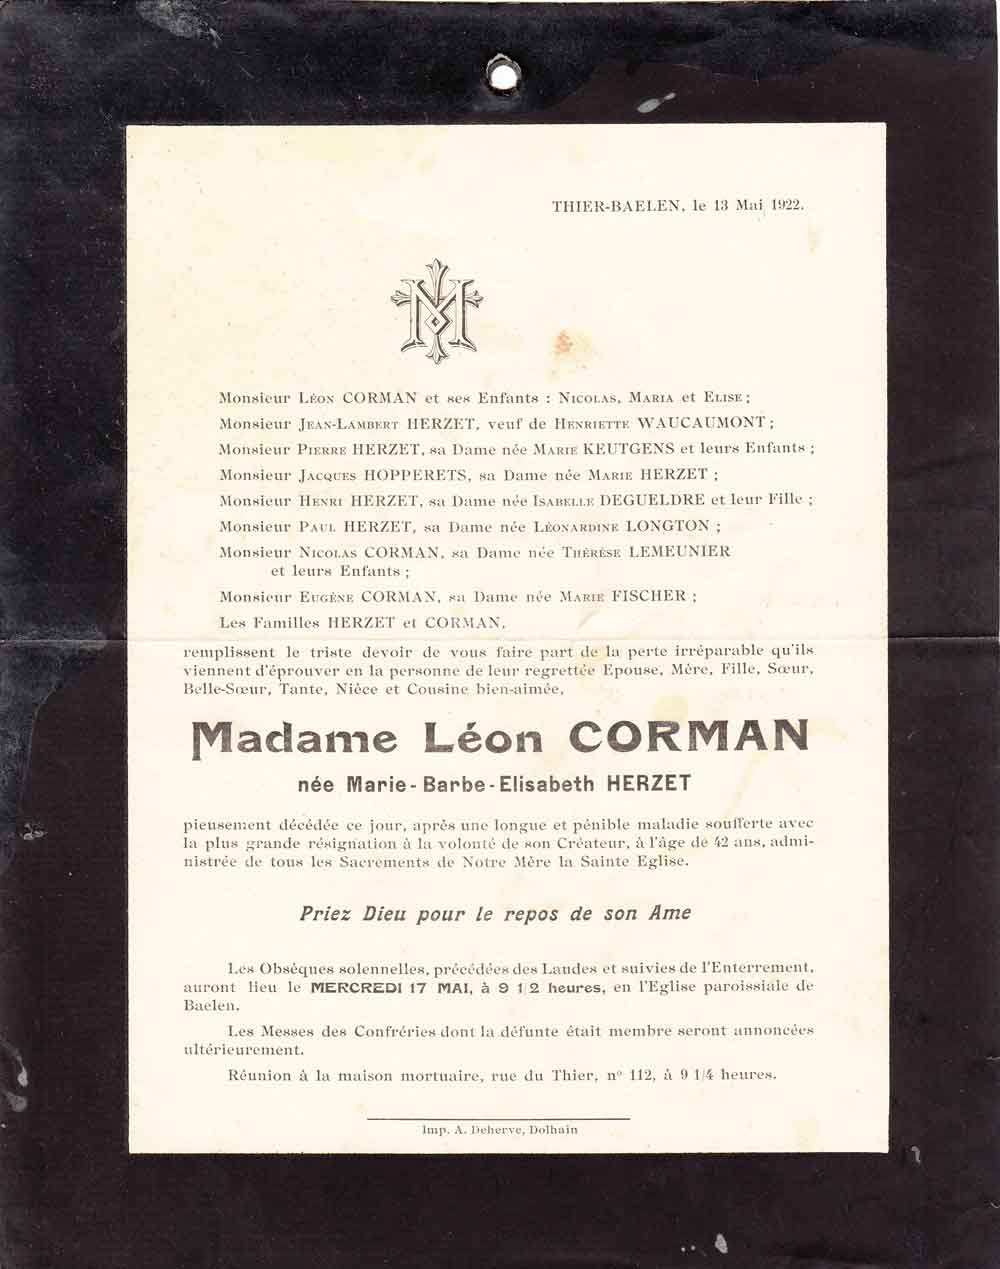 THIER-BAELEN, le 13 Mai 1922.
M
Monsieur LÉON CORMAN et ses Enfants : NICOLAS, MARIA et ELISE ;
Monsieur JEAN-LAMBERT HERZET, veuf de HENRIETTE WAUCAUMONT ;
Monsieur PIERRE HERZET, sa Dame née MARIE KEUTGENS et leurs Enfants ;
Monsieur JACQUES HOPPERETS, sa Dame née MARIE HERZET ;
Monsieur HENRI HERZET, sa Dame née ISABELLE DEGUELDRE et leur Fille ;
Monsieur PAUL HERZET, sa Dame née LÉONARDINE LONGTON ;
Monsieur NICOLAS CORMAN, sa Dame née THÉRÈSE LEMEUNIER
et leurs Enfants ;
Monsieur EUGÈNE CORMAN, sa Dame née MARIE FISCHER ;
Les Familles HERZET et CORMAN,
remplissent le triste devoir de vous faire part de la perte irréparable qu'ils
viennent d'éprouver en la personne de leur regrettée Epouse, Mère, Fille, Sœur,
Belle-Sœur, Tante, Nièce et Cousine bien-aimée,
Madame Léon CORMAN
née Marie-Barbe-Elisabeth HERZET
pieusement décédée ce jour, après une longue et pénible maladie soufferte avec
la plus grande résignation à la volonté de son Créateur, à l'âge de 42 ans, admi-
nistrée de tous les Sacrements de Notre Mère la Sainte Eglise.
Priez Dieu pour le repos de son Ame
Les Obsèques solennelles, précédées des Laudes et suivies de l'Enterrement,
auront lieu le MERCREDI 17 MAI, à 9 1/2 heures, en l'Eglise paroissiale de
Baelen.
Les Messes des Confréries dont la défunte était membre seront annoncées
ultérieurement.
Réunion à la maison mortuaire, rue du Thier, n° 112, à 9 1/4 heures.
Imp. A. Deherve, Dolhain